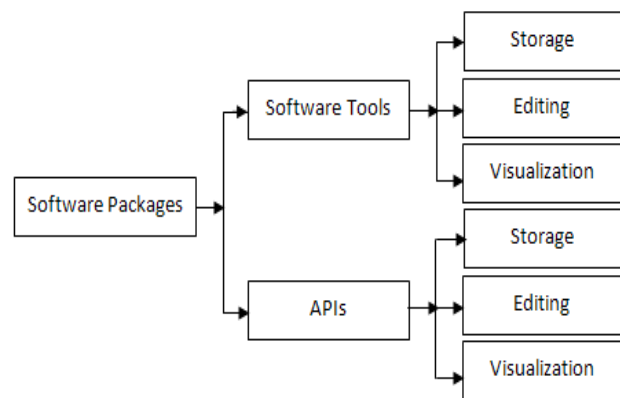 Software Packages
Software Tools
Storage
Editing
Visualization
APIs
Storage
Editing
Visualization